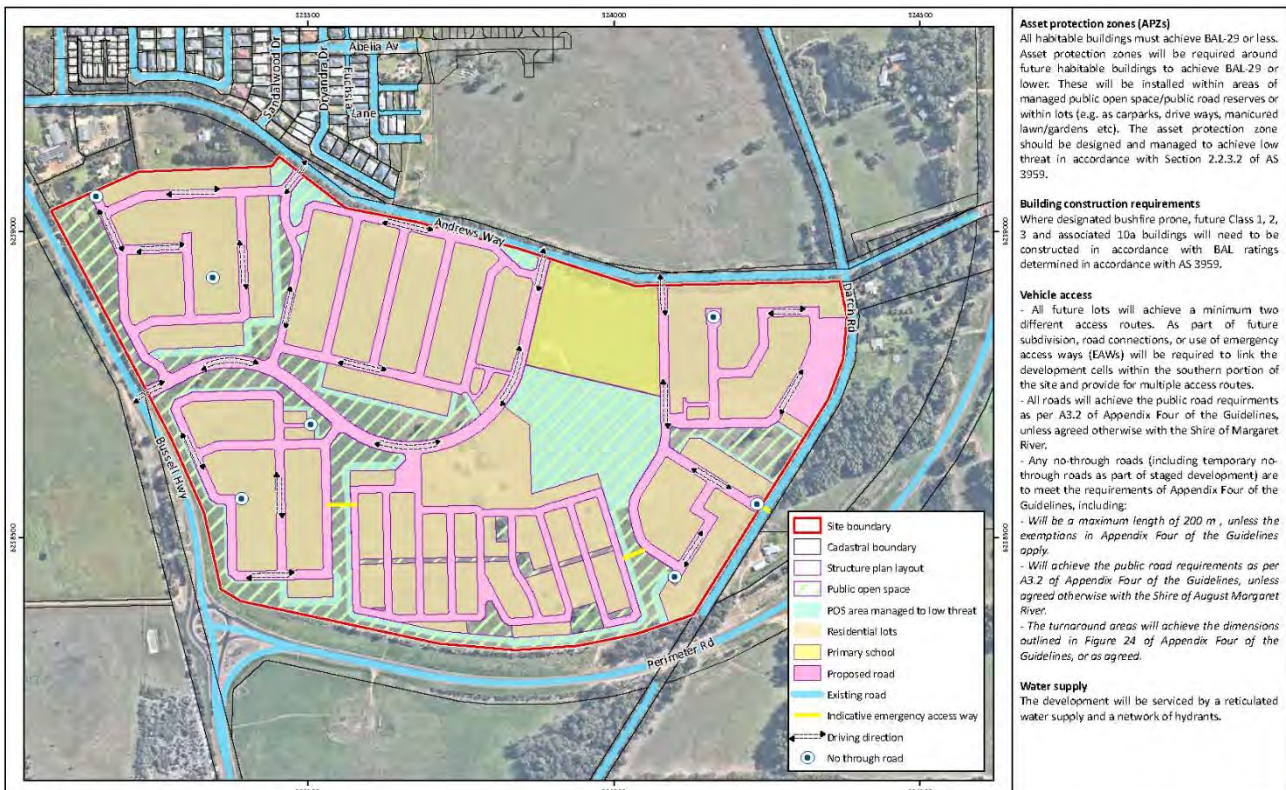 323500
324000
324500
Abelia Av
Sandalwood Dr
Dryandra Dr
Fuchsia Lane
6239000
6239000
Andrews Way
Darch Rd
Bussell Hwy
Perimeter Rd
6238500
6238500
Site boundary
Cadastral boundary
Structure plan layout
Public open space
POS area managed to low threat
Residential lots
Primary school
Proposed road
Existing road
Indicative emergency access way
Driving direction
No through road
Asset protection zones (APZs)
All habitable buildings must achieve BAL-29 or less.
Asset protection zones will be required around
future habitable buildings to achieve BAL-29 or
lower. These will be installed within areas of
managed public open space/public road reserves or
within lots (e.g. as carparks, drive ways, manicured
lawn/gardens etc). The asset protection zone
should be designed and managed to achieve low
threat in accordance with Section 2.2.3.2 of AS
3959.
Building construction requirements
Where designated bushfire prone, future Class 1, 2,
3 and associated 10a buildings will need to be
constructed in accordance with BAL ratings
determined in accordance with AS 3959.
Vehicle access
- All future lots will achieve a minimum two
different access routes. As part of future
subdivision, road connections, or use of emergency
access ways (EAWs) will be required to link the
development cells within the southern portion of
the site and provide for multiple access routes.
- All roads will achieve the public road requirments
as per A3.2 of Appendix Four of the Guidelines,
unless agreed otherwise with the Shire of Margaret
River.
- Any no-through roads (including temporary no-
through roads as part of staged development) are
to meet the requirements of Appendix Four of the
Guidelines, including:
- Will be a maximum length of 200 m , unless the
exemptions in Appendix Four of the Guidelines
apply.
- Will achieve the public road requirements as per
A3.2 of Appendix Four of the Guidelines, unless
agreed otherwise with the Shire of August Margaret
River.
- The turnaround areas will achieve the dimensions
outlined in Figure 24 of Appendix Four of the
Guidelines, or as agreed.
Water supply
The development will be serviced by a reticulated
water supply and a network of hydrants.